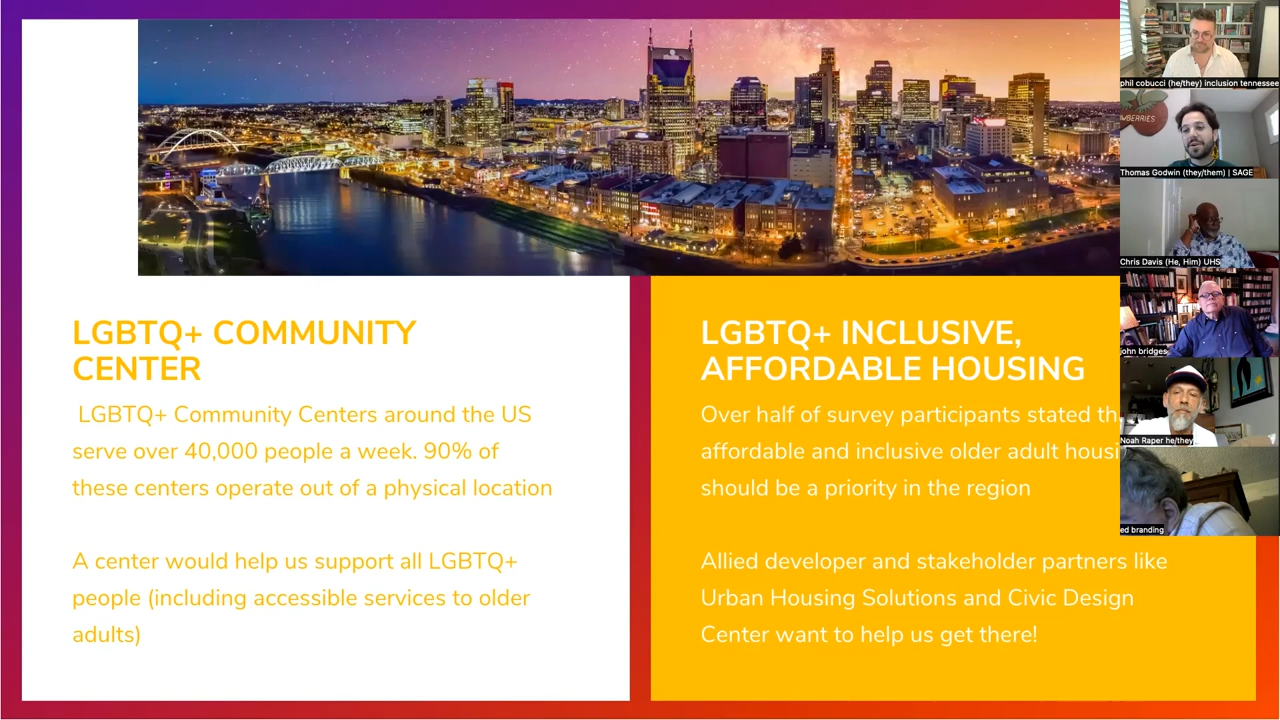 LGBTQ+ COMMUNITY
CENTER
LGBTQ+ Community Centers around the US
serve over 40,000 people a week. 90% of
these centers operate out of a physical location
A center would help us support all LGBTQ+
people (including accessible services to older
adults)
LGBTQ+ INCLUSIVE,
AFFORDABLE HOUSING
Over half of survey participants stated th
affordable and inclusive older adult housi
should be a priority in the region
Allied developer and stakeholder partners like
Urban Housing Solutions and Civic Design
Center want to help us get there!
phil cobucci (he/they) inclusion tennessee
WBERRIES
Thomas Godwin (they/them) | SAGE
Chris Davis (He, Him) UHS
john bridges
Noah Raper he/they
ed branding